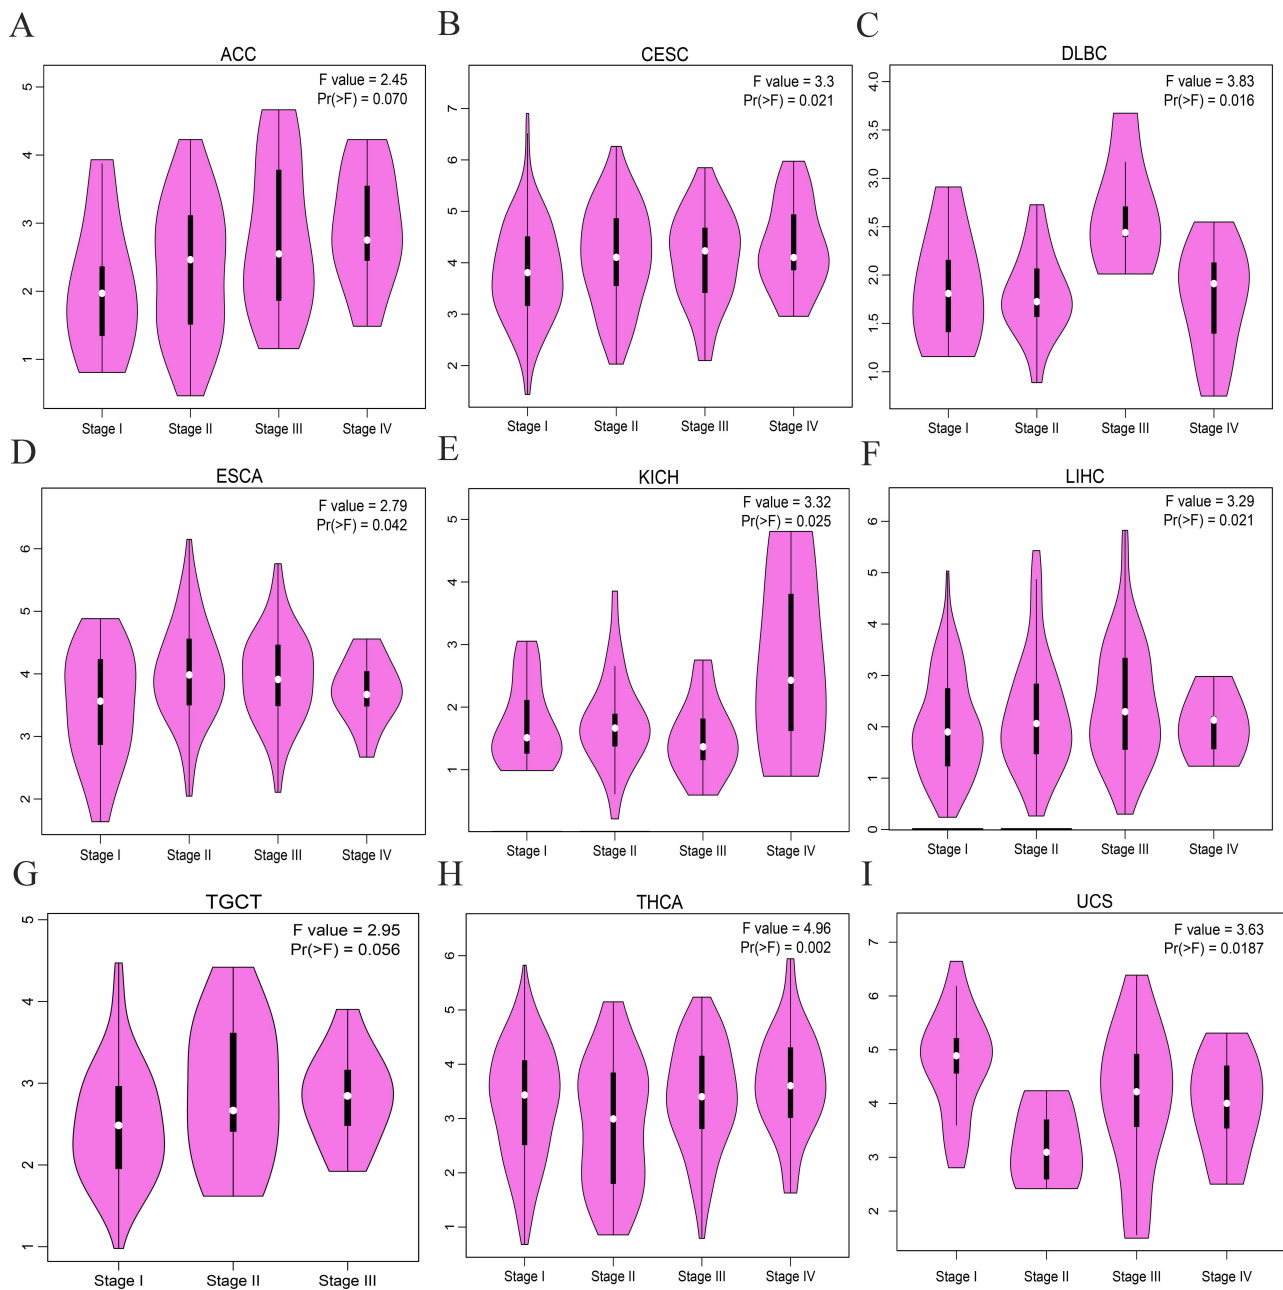 A
ACC
F value = 2.45
Pr(>F) = 0.070
5
4
3
2
1
Stage I Stage II Stage III Stage IV
B
CESC
F value = 3.3
Pr(>F) = 0.021
7
6
5
4
3
2
Stage I Stage II Stage III Stage IV
C
DLBC
F value = 3.83
Pr(>F) = 0.016
4.0
3.5
3.0
2.5
2.0
1.5
1.0
Stage I Stage II Stage III Stage IV
D
ESCA
F value = 2.79
Pr(>F) = 0.042
6
5
4
3
2
Stage I Stage II Stage III Stage IV
E
KICH
F value = 3.32
Pr(>F) = 0.025
5
4
3
2
1
Stage I Stage II Stage III Stage IV
F
LIHC
F value = 3.29
Pr(>F) = 0.021
6
5
4
3
2
1
0
Stage I Stage II Stage III Stage IV
G
TGCT
F value = 2.95
Pr(>F) = 0.056
5
4
3
2
1
Stage I Stage II Stage III
H
THCA
F value = 4.96
Pr(>F) = 0.002
6
5
4
3
2
1
Stage I Stage II Stage III Stage IV
I
UCS
F value = 3.63
Pr(>F) = 0.0187
7
6
5
4
3
2
Stage I Stage II Stage III Stage IV